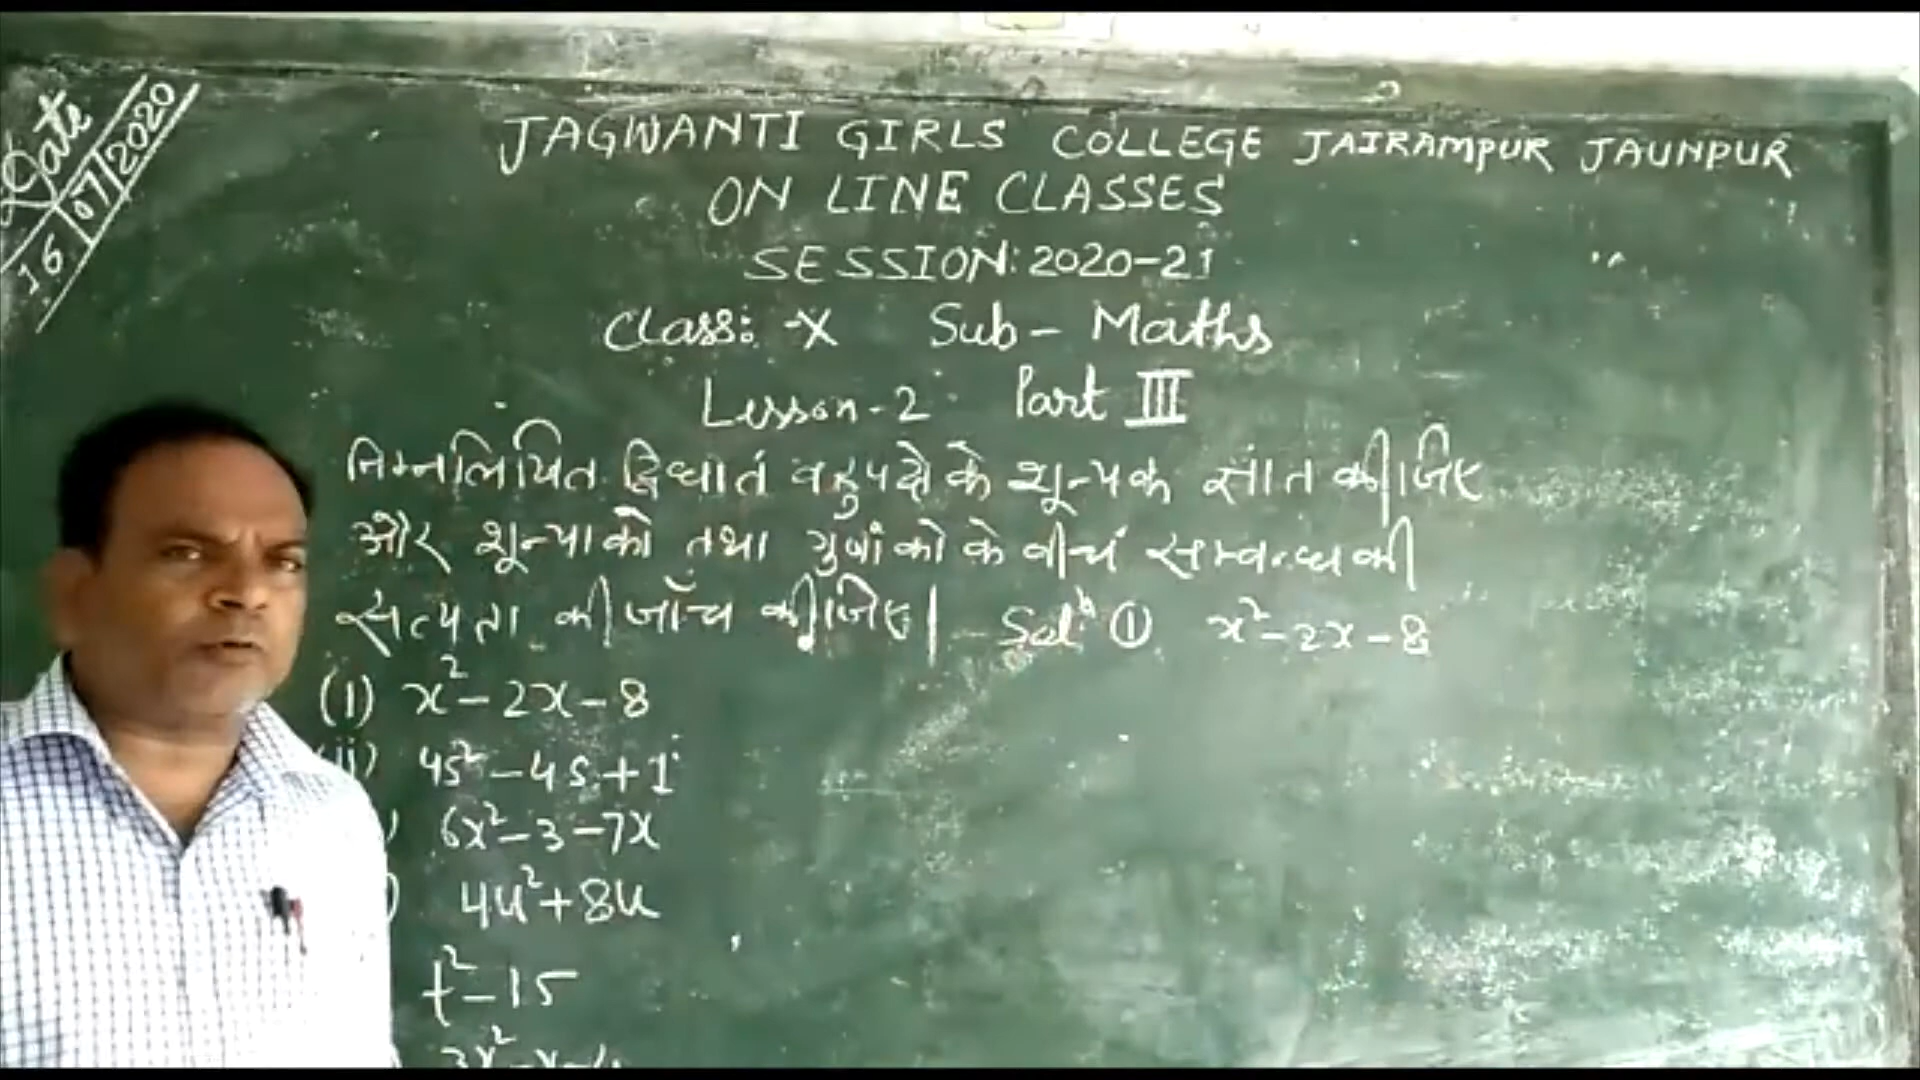 Date
16/07/2020
JAGWANTI GIRLS COLLEGE JAIRAMPUR JAUNPUR
ON LINE CLASSES
SESSION: 2020-21
Class: -X Sub - Maths
Lesson - 2 Part III
निम्नलिखित द्विघात बहुपदो के शून्यक ज्ञात कीजिए
और शून्याको तथा गुणांको के बीच सम्बन्ध की
सत्यता की जाँच कीजिए|
Solⁿ ① x²-2x-8
(i) x²-2x-8
ii) 4s²-4s+1
) 6x²-3-7x
) 4u²+8u
t²-15
3x²-x-4